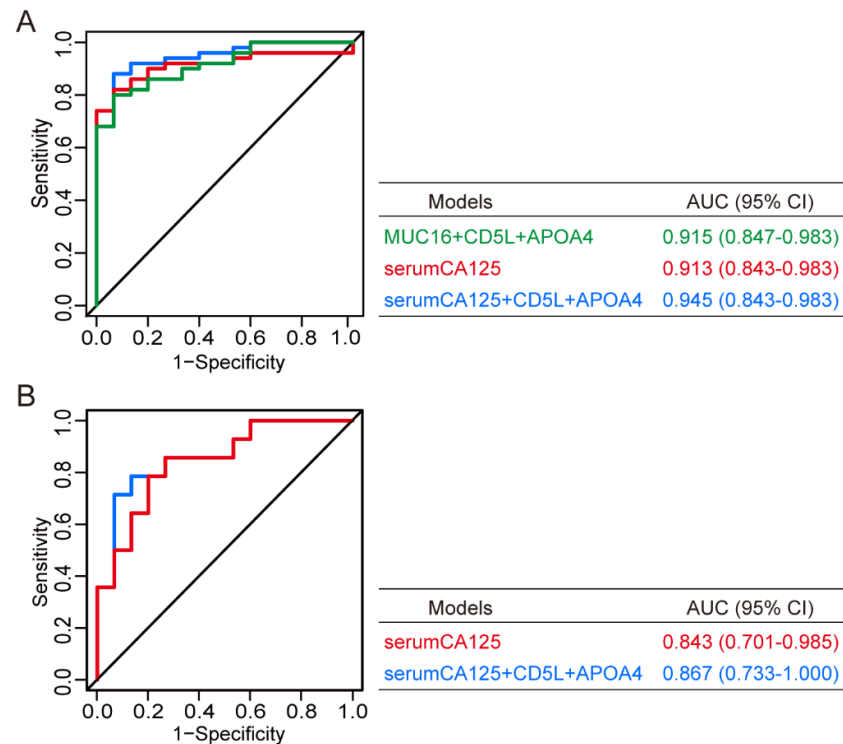 A
Sensitivity
0.0 0.2 0.4 0.6 0.8 1.0
0.0 0.2 0.4 0.6 0.8 1.0
1−Specificity
Models AUC (95% CI)
MUC16+CD5L+APOA4 0.915 (0.847-0.983)
serumCA125 0.913 (0.843-0.983)
serumCA125+CD5L+APOA4 0.945 (0.843-0.983)
B
Sensitivity
0.0 0.2 0.4 0.6 0.8 1.0
0.0 0.2 0.4 0.6 0.8 1.0
1−Specificity
Models AUC (95% CI)
serumCA125 0.843 (0.701-0.985)
serumCA125+CD5L+APOA4 0.867 (0.733-1.000)